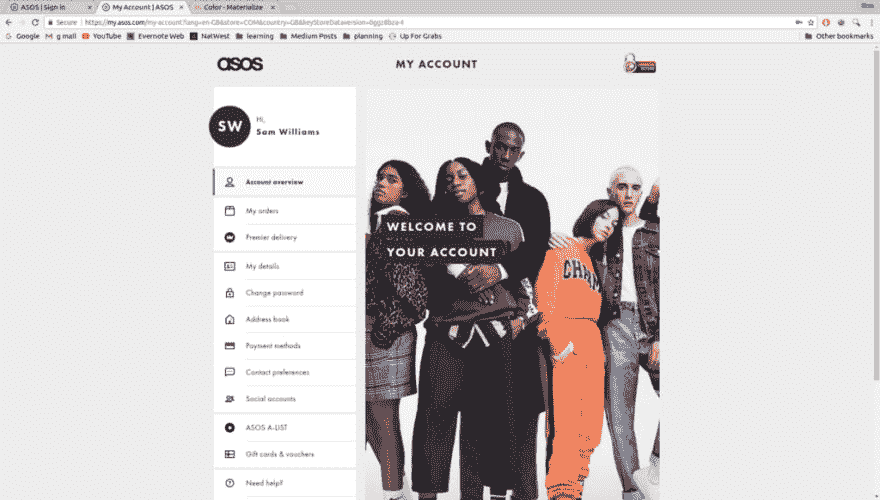 ASOS | Sign in
My Account | ASOS
Color - Materialize
Secure
https://my.asos.com/my-account?lang=en-GB&store=COM&country=GB&keyStoreDataversion=
Google
g mail
YouTube
Evernote Web
NatWest
learning
Medium Posts
planning
Up For Grabs
Other bookmarks
asos
MY ACCOUNT
SW
Hi,
Sam Williams
Account overview
My orders
Premier delivery
My details
Change password
Address book
Payment methods
Contact preferences
Social accounts
ASOS A-LIST
Gift cards & vouchers
Need help?
WELCOME TO
YOUR ACCOUNT
CHAM